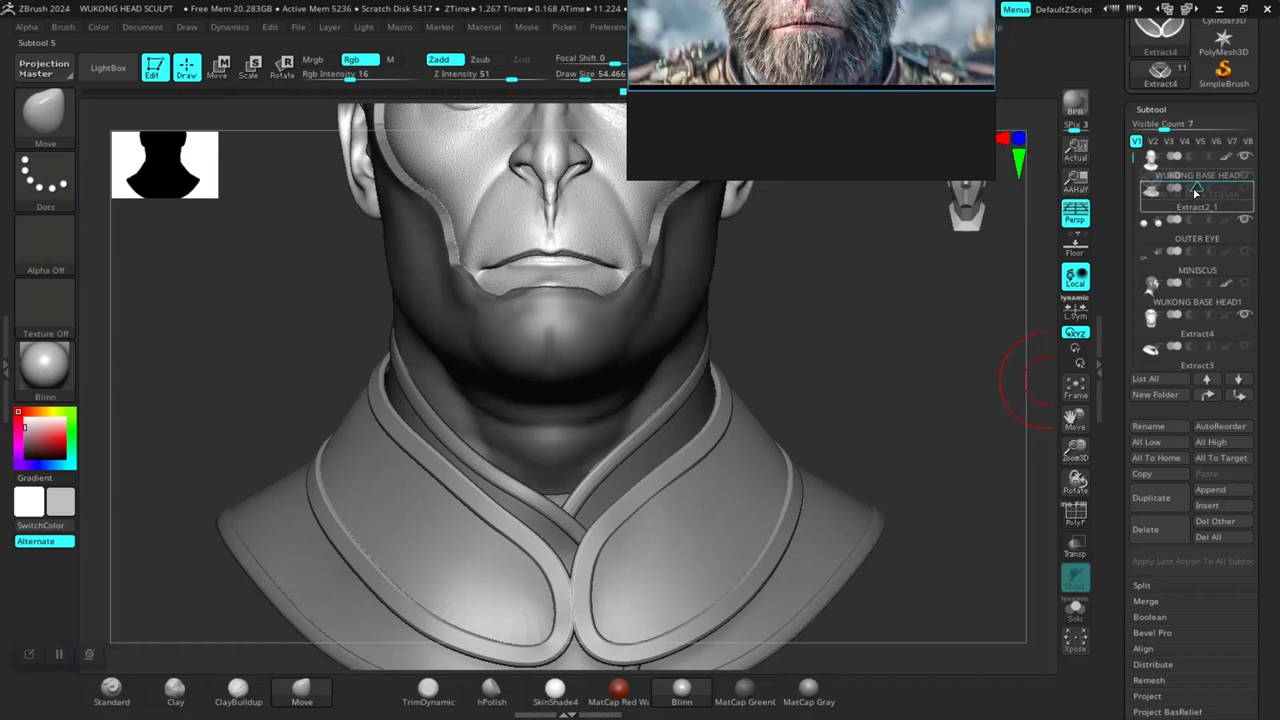 ZBrush 2024 WUKONG HEAD SCULPT • Free Mem 20.283GB • Active Mem 5236 • Scratch Disk 5417 • ZTime ▸ 1.267 Timer ▸ 0.168 ATime ▸ 11.224
Menus DefaultZScript
Alpha Brush Color Document Draw Dynamics Edit File Layer Light Macro Marker Material Movie Picker
Subtool 5
Projection Master
LightBox
Edit Draw Move Scale Rotate
Mrgb Rgb M Zadd Zsub Zcut
Rgb Intensity 16 Z Intensity 51
Focal Shift 0
Draw Size 54.466
Move
Dots
Alpha Off
Texture Off
Blinn
Gradient
SwitchColor
Alternate
BPR
SPix 3
Actual
AAHalf
Persp
Floor
Local
Dynamic
L.Sym
XYZ
Frame
Move
Zoom3D
Rotate
PolyF
Transp
Ghost
Dynamic
Solo
Xpose
Cylinder3D
Extract4 PolyMesh3D
11
Extract4 SimpleBrush
Subtool
Visible Count 7
V1 V2 V3 V4 V5 V6 V7 V8
WUKONG BASE HEAD
Extract2_1
OUTER EYE
MINISCUS
WUKONG BASE HEAD1
Extract4
Extract3
List All
New Folder
Rename AutoReorder
All Low All High
All To Home All To Target
Copy Paste
Duplicate Append
Insert
Delete Del Other
Del All
Split
Merge
Boolean
Bevel Pro
Align
Distribute
Remesh
Project
Project BasRelief
Standard Clay ClayBuildup Move TrimDynamic hPolish SkinShade4 MatCap Red Wa Blinn MatCap GreenC MatCap Gray